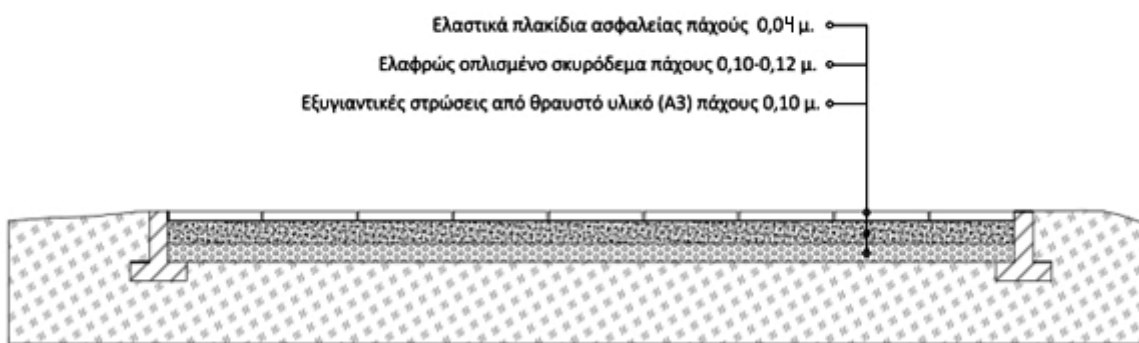 Ελαστικά πλακίδια ασφαλείας πάχούς 0,04 μ.
Ελαφρώς οπλισμένο σκυρόδεμα πάχους 0,10-0,12 μ.
Εξυγιαντικές στρώσεις από θραυστό υλικό (Α3) πάχους 0,10 μ.